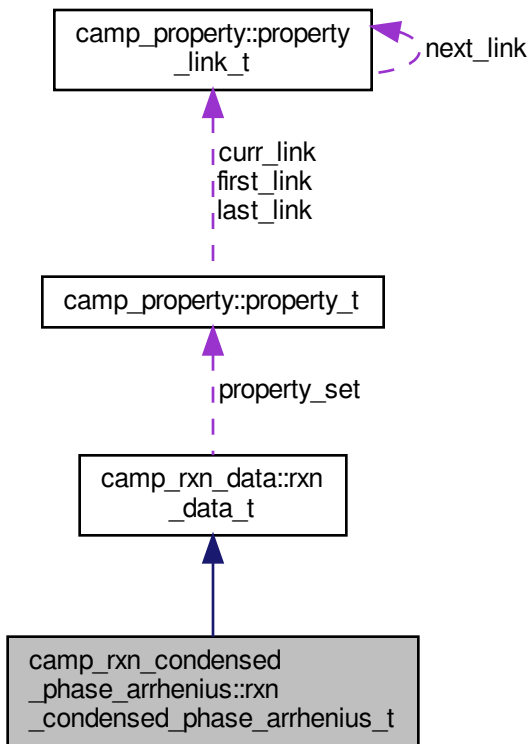 camp_property::property
_link_t
next_link
curr_link
first_link
last_link
camp_property::property_t
property_set
camp_rxn_data::rxn
_data_t
camp_rxn_condensed
_phase_arrhenius::rxn
_condensed_phase_arrhenius_t